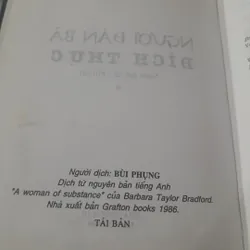 NGƯỜI ĐÀN BÀ
ĐÍCH THỰC
Người dịch: BÙI PHỤNG
Dịch từ nguyên bản tiếng Anh
"A woman of substance" của Barbara Taylor Bradford.
Nhà xuất bản Grafton books 1986.
TÁI BẢN